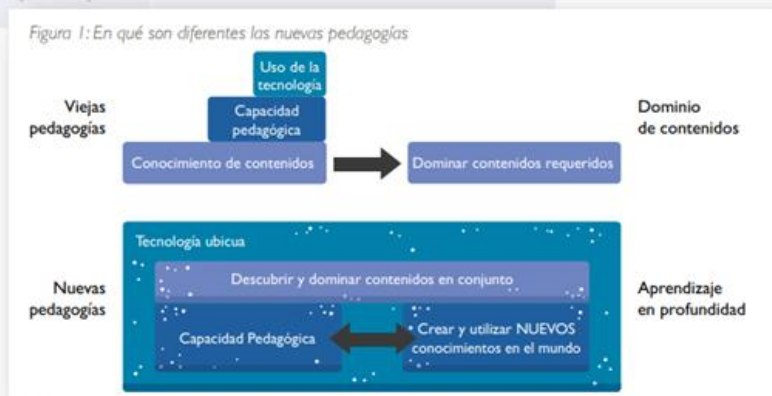 Figura 1: En qué son diferentes las nuevas pedagogías
Uso de la
tecnología
Viejas
pedagogías
Capacidad
pedagógica
Dominio
de contenidos
Conocimiento de contenidos
Dominar contenidos requeridos
Tecnología ubicua
Descubrir y dominar contenidos en conjunto
Nuevas
pedagogías
Capacidad Pedagógica
Crear y utilizar NUEVOS
conocimientos en el mundo
Aprendizaje
en profundidad